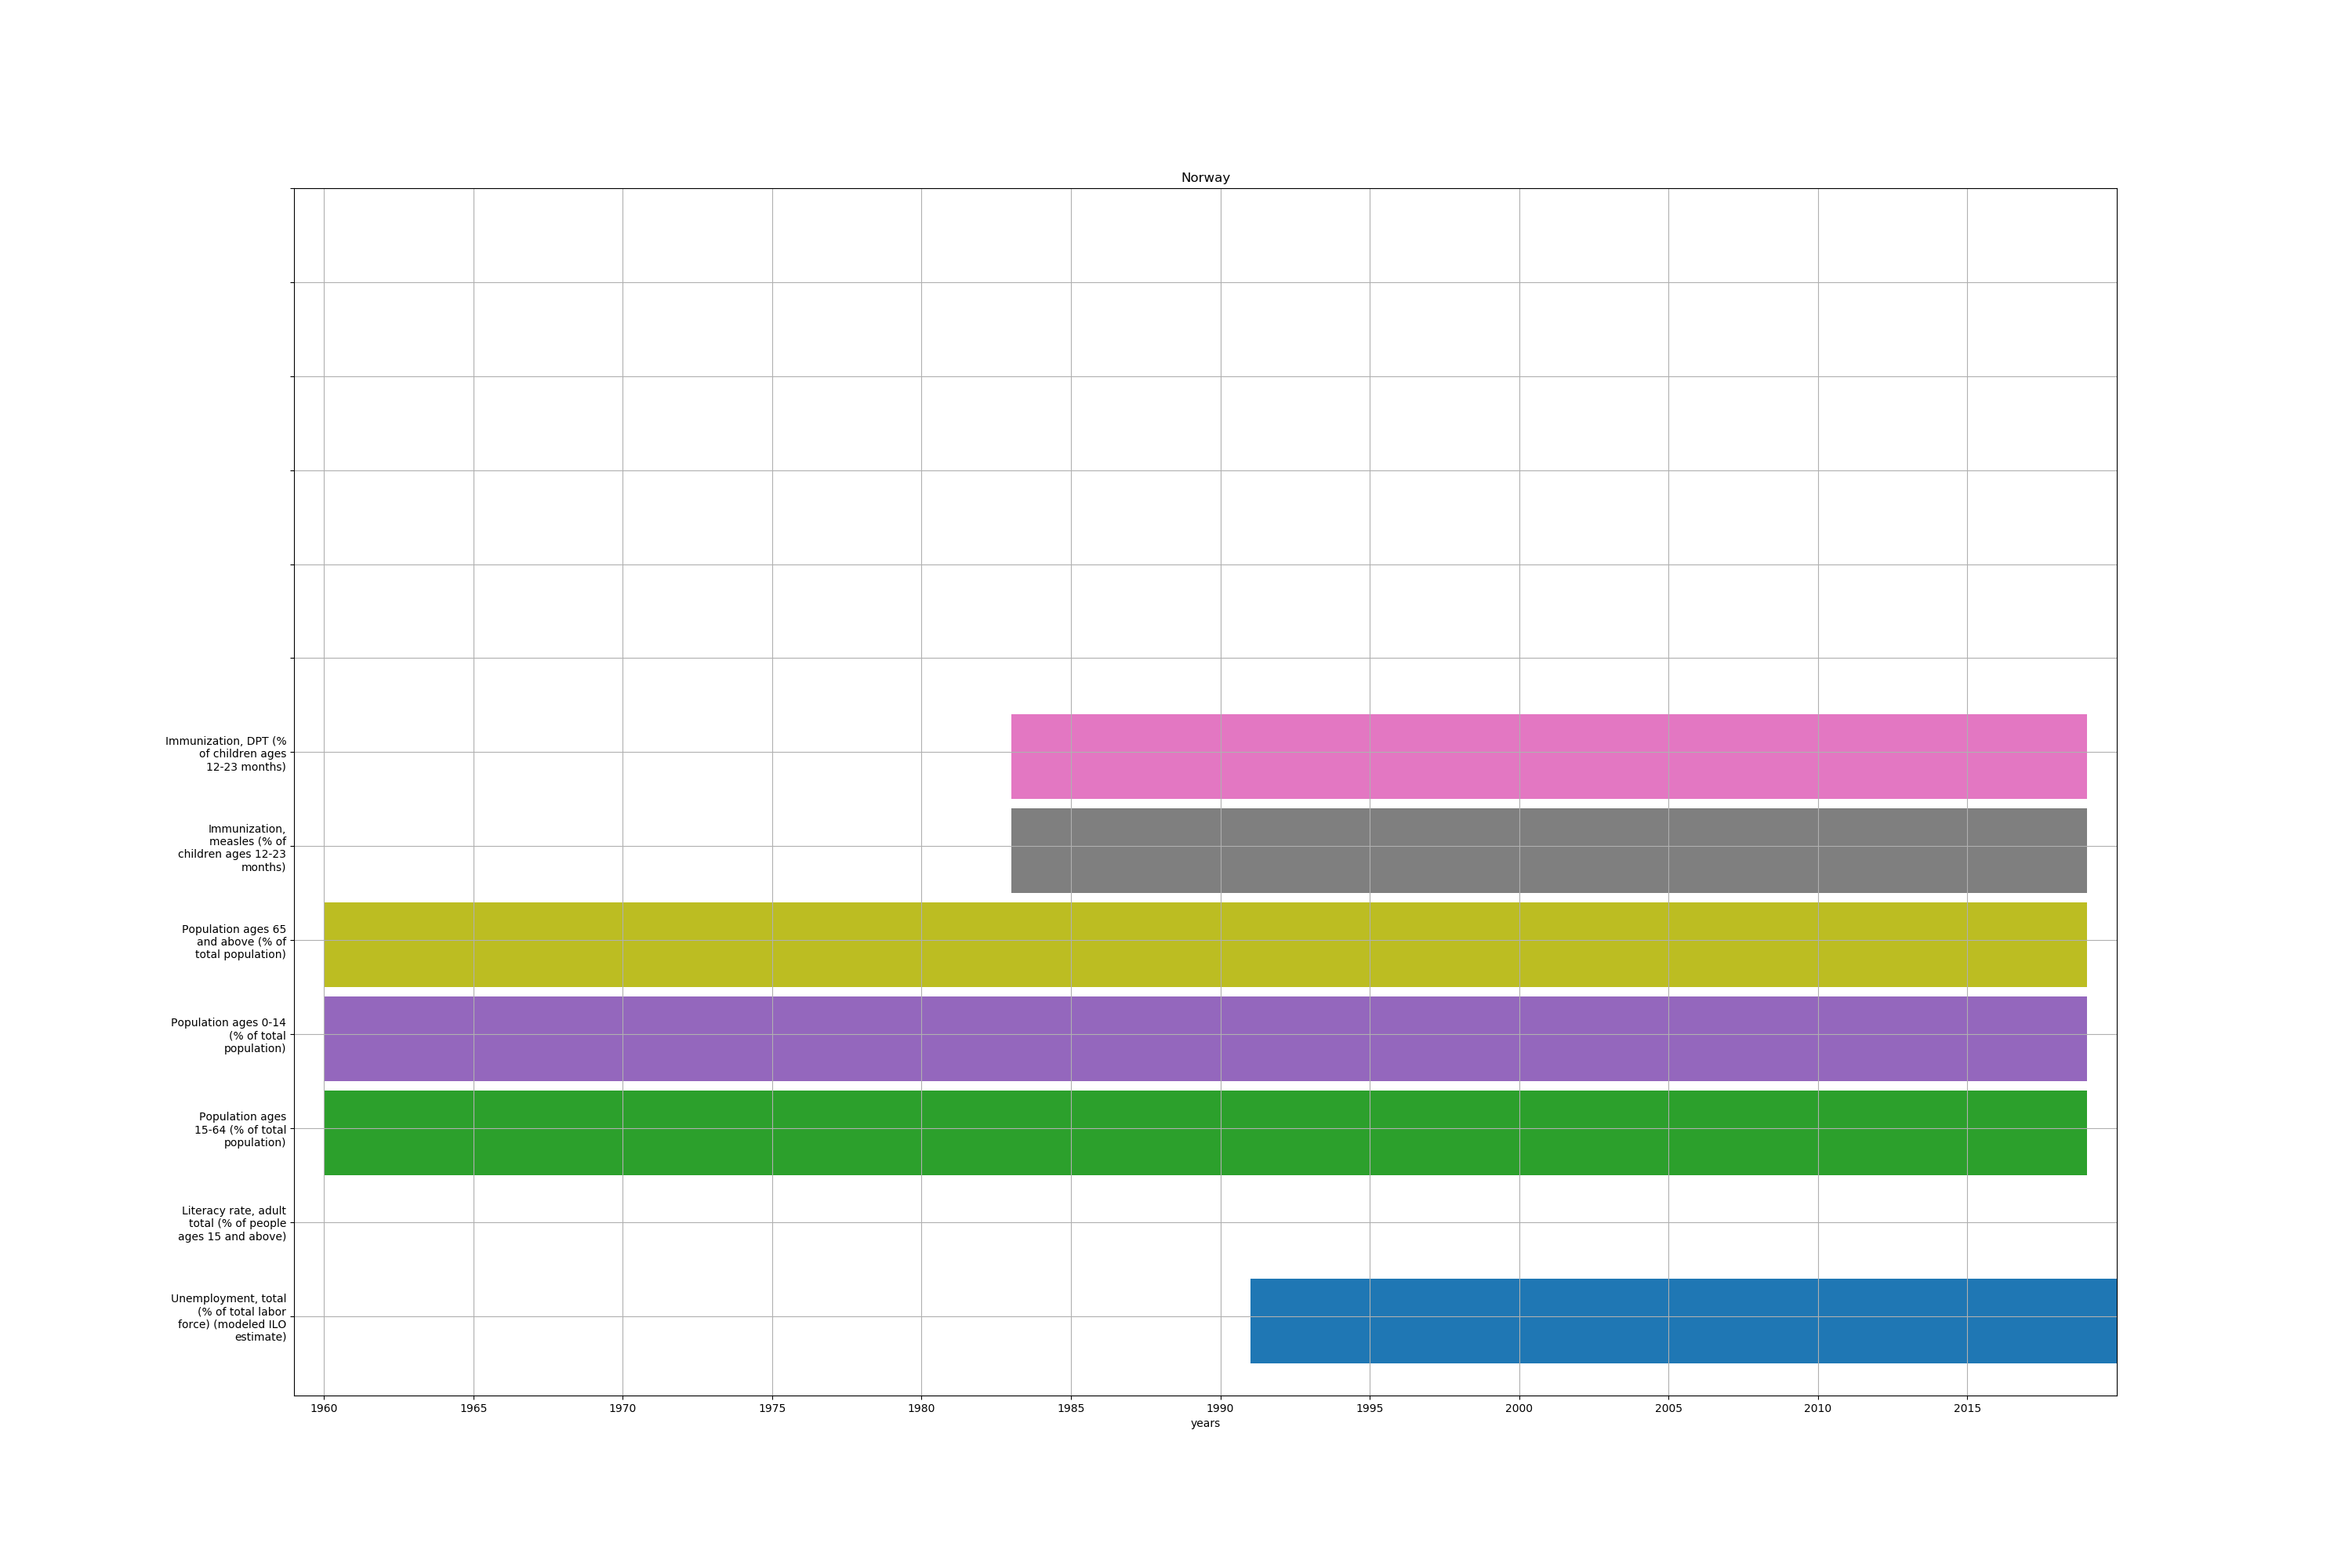 Norway
Immunization, DPT (%
of children ages
12-23 months)
Immunization,
measles (% of
children ages 12-23
months)
Population ages 65
and above (% of
total population)
Population ages 0-14
(% of total
population)
Population ages
15-64 (% of total
population)
Literacy rate, adult
total (% of people
ages 15 and above)
Unemployment, total
(% of total labor
force) (modeled ILO
estimate)
1960 1965 1970 1975 1980 1985 1990 1995 2000 2005 2010 2015
years